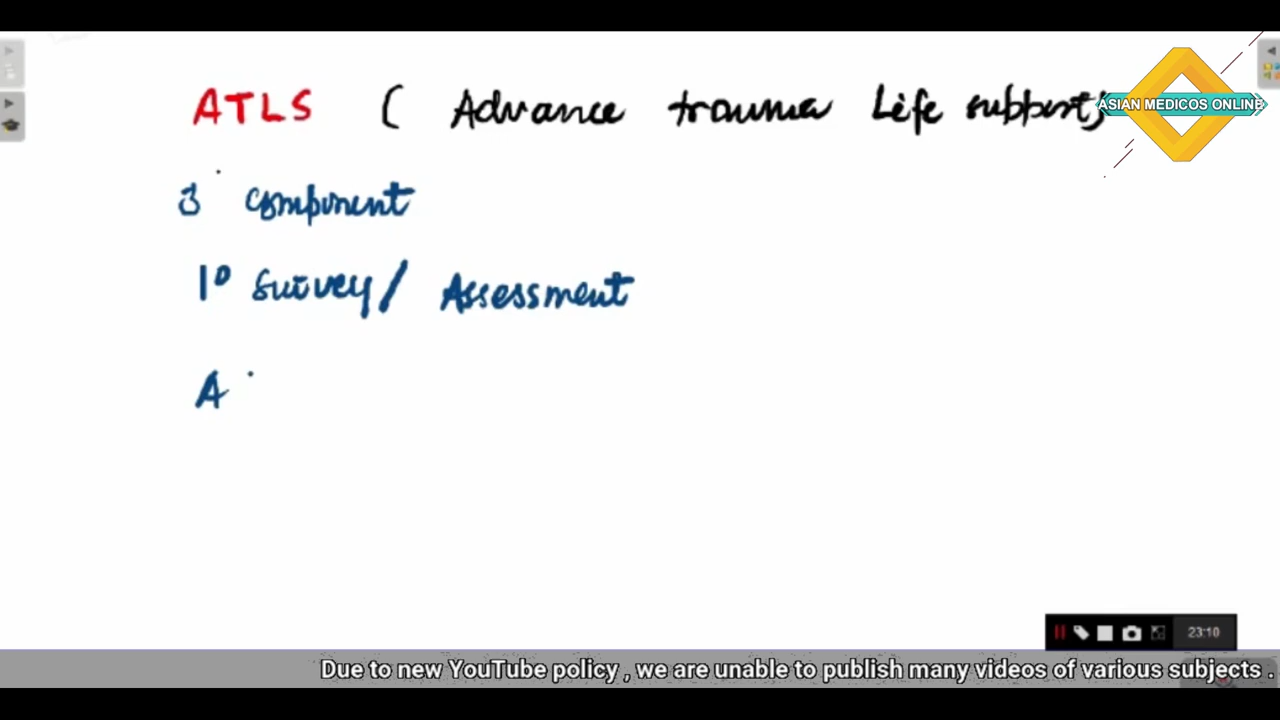 ATLS ( Advance trauma Life support)
ASIAN MEDICOS ONLINE
3 component
1° Survey / Assessment
A
23:10
Due to new YouTube policy , we are unable to publish many videos of various subjects .